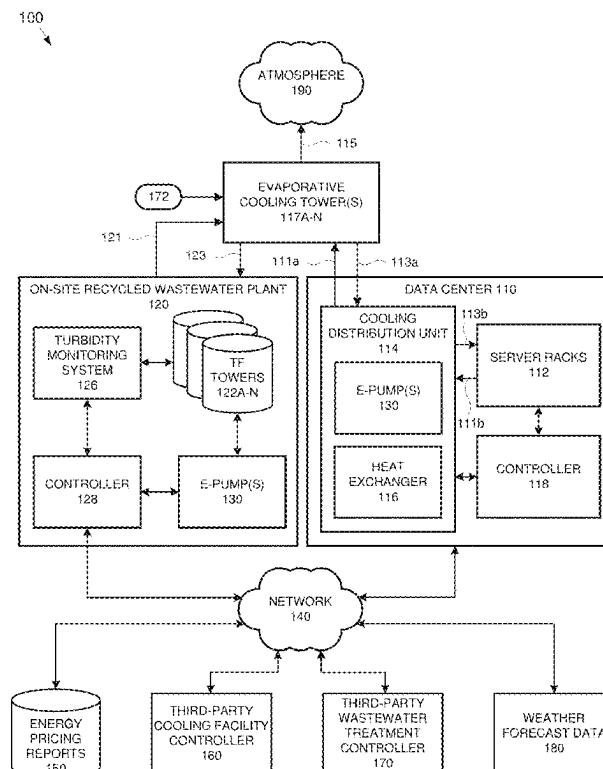 100
ATMOSPHERE
190
115
EVAPORATIVE
COOLING TOWER(S)
117A-N
172
121
123
111a
113a
ON-SITE RECYCLED WASTEWATER PLANT
120
TURBIDITY
MONITORING
SYSTEM
126
TF
TOWERS
122A-N
CONTROLLER
128
E-PUMP(S)
130
DATA CENTER 110
COOLING
DISTRIBUTION UNIT
114
113b
SERVER RACKS
112
E-PUMP(S)
130
111b
HEAT
EXCHANGER
116
CONTROLLER
118
NETWORK
140
ENERGY
PRICING
REPORTS
150
THIRD-PARTY
COOLING FACILITY
CONTROLLER
160
THIRD-PARTY
WASTEWATER
TREATMENT
CONTROLLER
170
WEATHER
FORECAST DATA
180